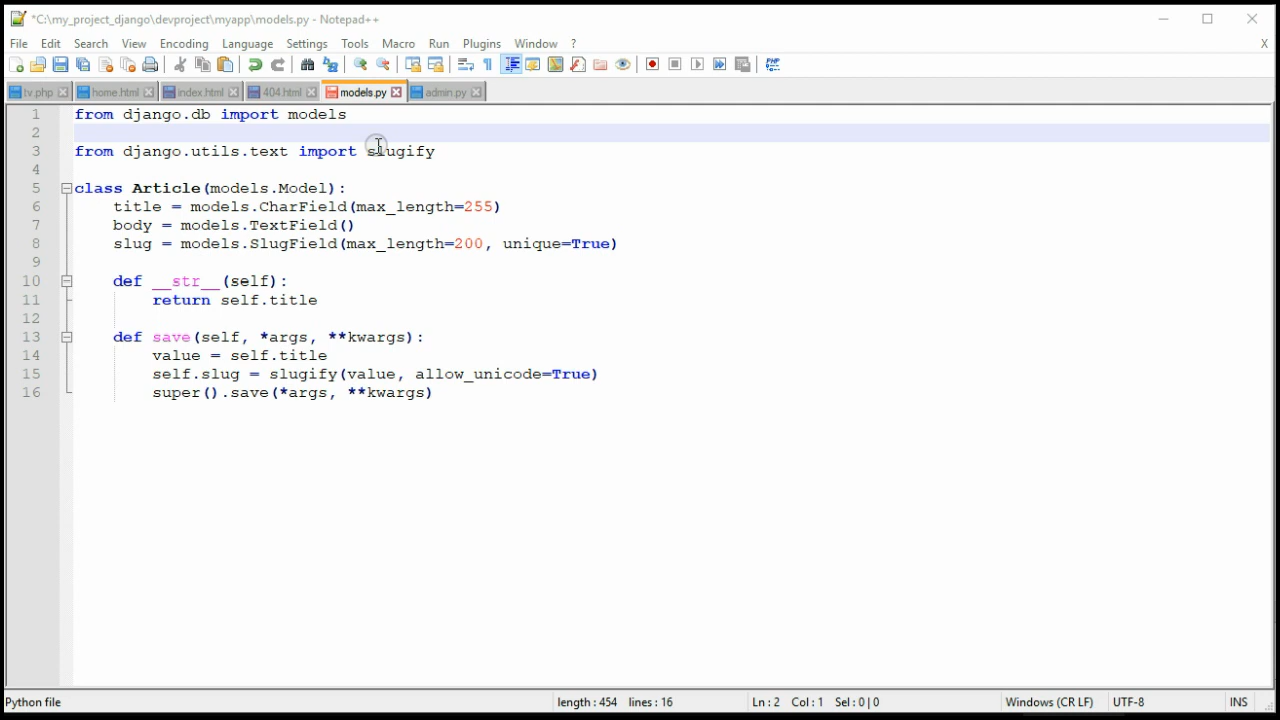 *C:\my_project_django\devproject\myapp\models.py - Notepad++
File Edit Search View Encoding Language Settings Tools Macro Run Plugins Window ? X
tv.php home.html index.html 404.html models.py admin.py
1 from django.db import models
2
3 from django.utils.text import slugify
4
5 class Article(models.Model):
6 title = models.CharField(max_length=255)
7 body = models.TextField()
8 slug = models.SlugField(max_length=200, unique=True)
9
10 def __str__(self):
11 return self.title
12
13 def save(self, *args, **kwargs):
14 value = self.title
15 self.slug = slugify(value, allow_unicode=True)
16 super().save(*args, **kwargs)
Python file length : 454 lines : 16 Ln : 2 Col : 1 Sel : 0 | 0 Windows (CR LF) UTF-8 INS